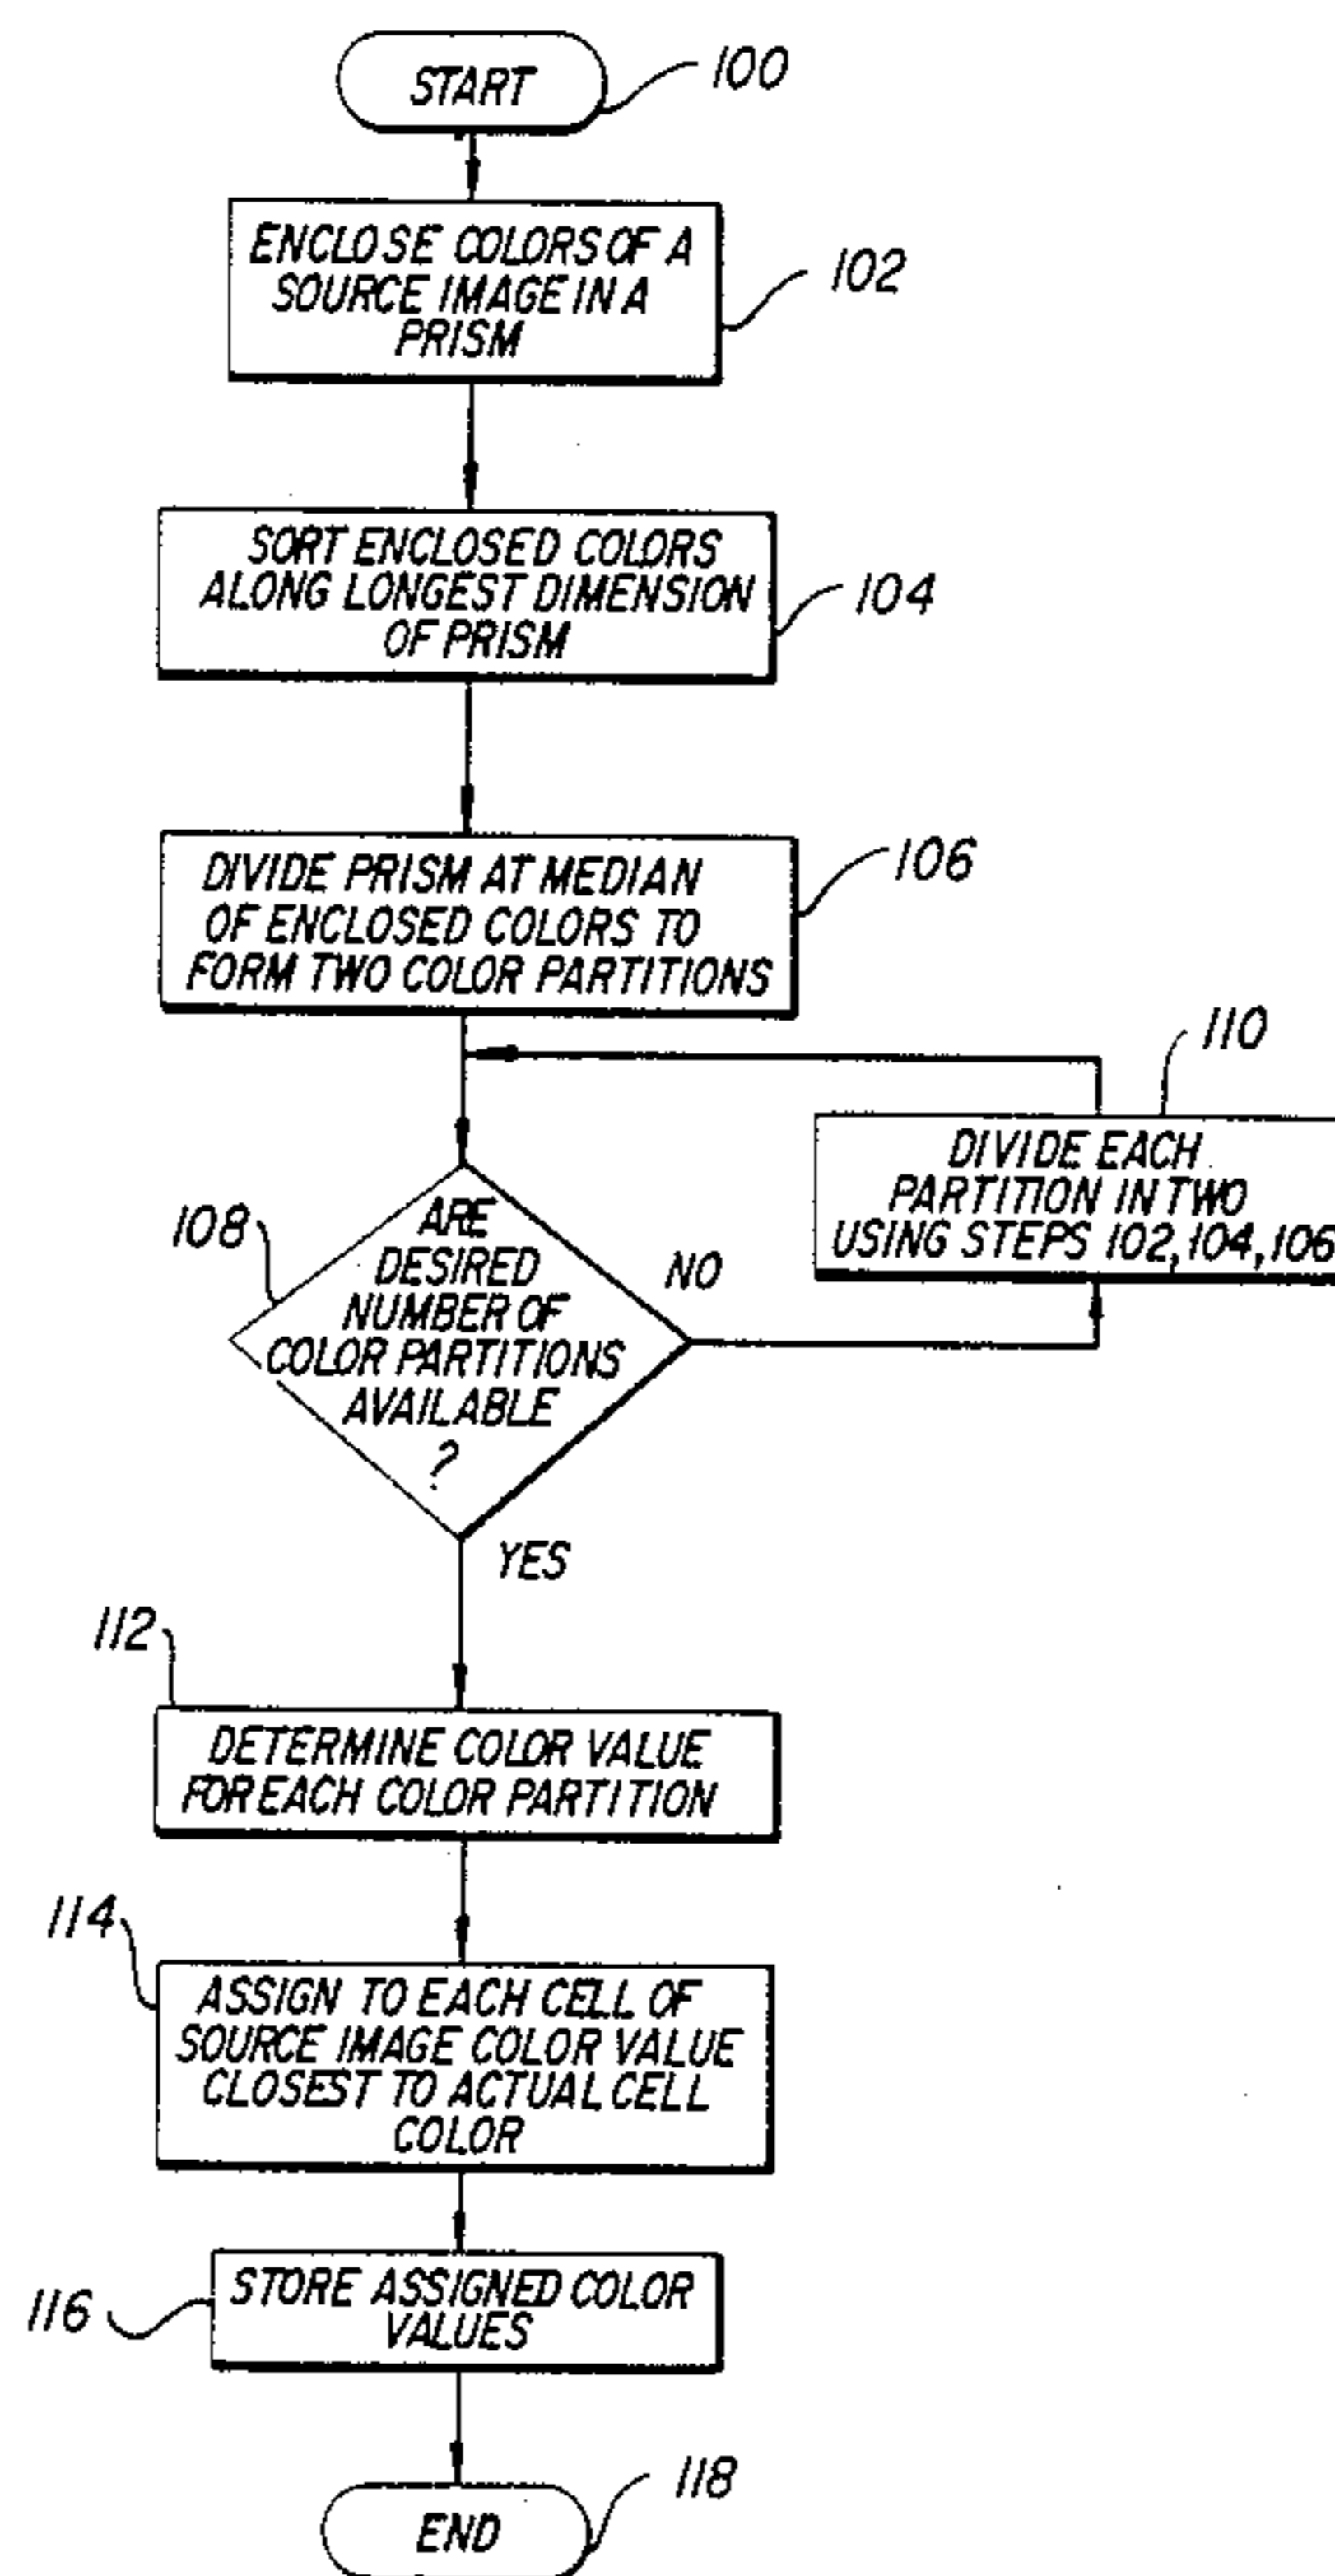 START
100
ENCLOSE COLORS OF A
SOURCE IMAGE IN A
PRISM
102
SORT ENCLOSED COLORS
ALONG LONGEST DIMENSION
OF PRISM
104
DIVIDE PRISM AT MEDIAN
OF ENCLOSED COLORS TO
FORM TWO COLOR PARTITIONS
106
110
DIVIDE EACH
PARTITION IN TWO
USING STEPS 102, 104, 106
108
ARE
DESIRED
NUMBER OF
COLOR PARTITIONS
AVAILABLE
?
NO
YES
112
DETERMINE COLOR VALUE
FOR EACH COLOR PARTITION
114
ASSIGN TO EACH CELL OF
SOURCE IMAGE COLOR VALUE
CLOSEST TO ACTUAL CELL
COLOR
116
STORE ASSIGNED COLOR
VALUES
END
118